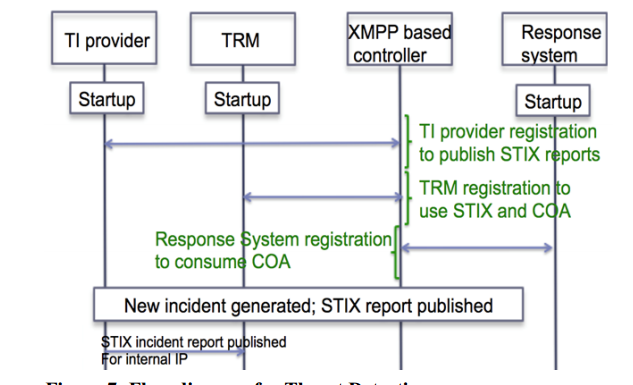 TI provider
TRM
XMPP based
controller
Response
system
Startup
Startup
Startup
TI provider registration
to publish STIX reports
TRM registration to
use STIX and COA
Response System registration
to consume COA
New incident generated; STIX report published
STIX incident report published
For internal IP